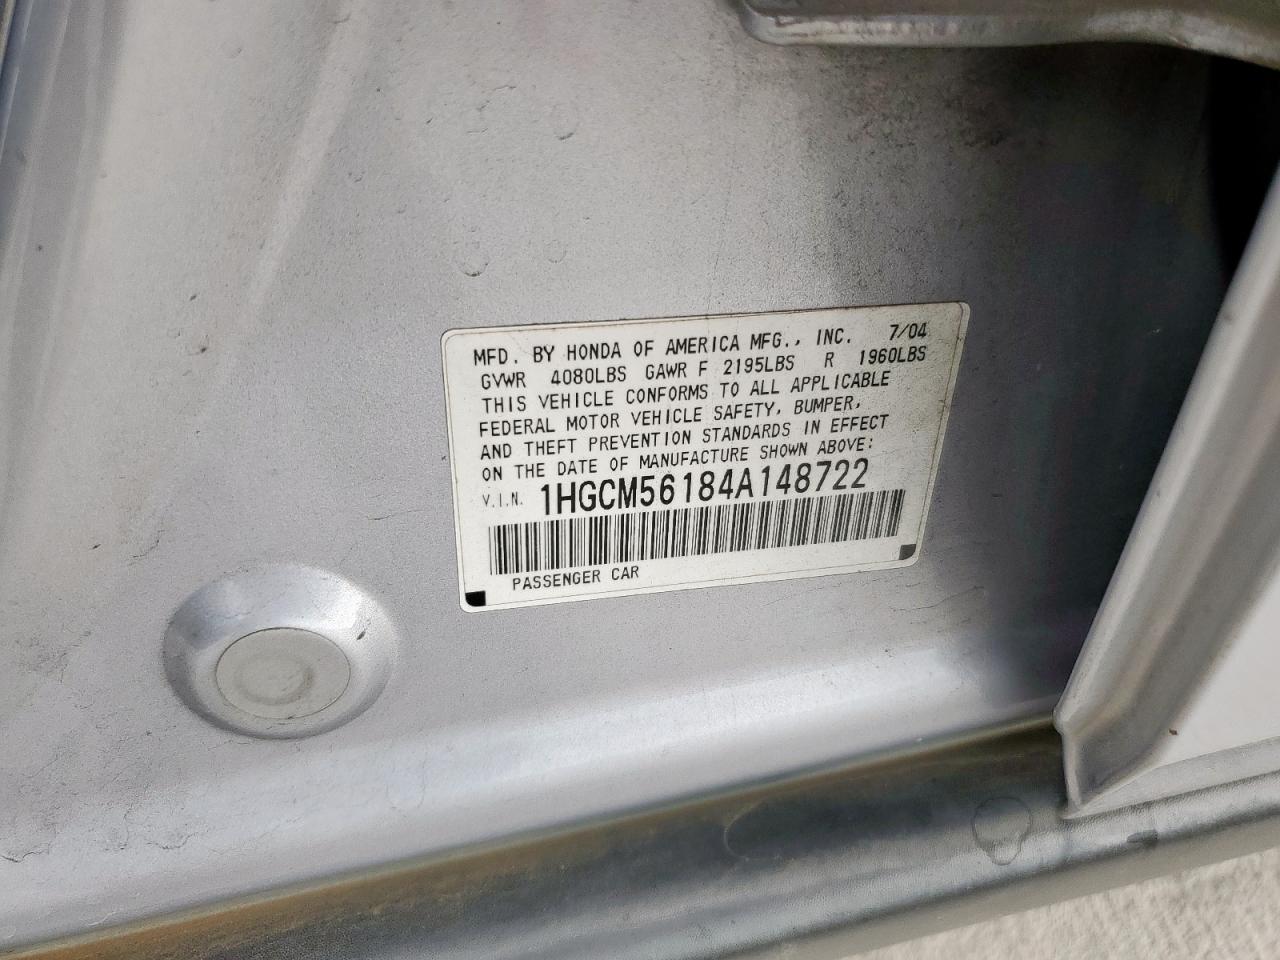 MFD. BY HONDA OF AMERICA MFG., INC. 7/04
GVWR 4080LBS GAWR F 2195LBS R 1960LBS
THIS VEHICLE CONFORMS TO ALL APPLICABLE
FEDERAL MOTOR VEHICLE SAFETY, BUMPER,
AND THEFT PREVENTION STANDARDS IN EFFECT
ON THE DATE OF MANUFACTURE SHOWN ABOVE:
V.I.N. 1HGCM56184A148722
PASSENGER CAR